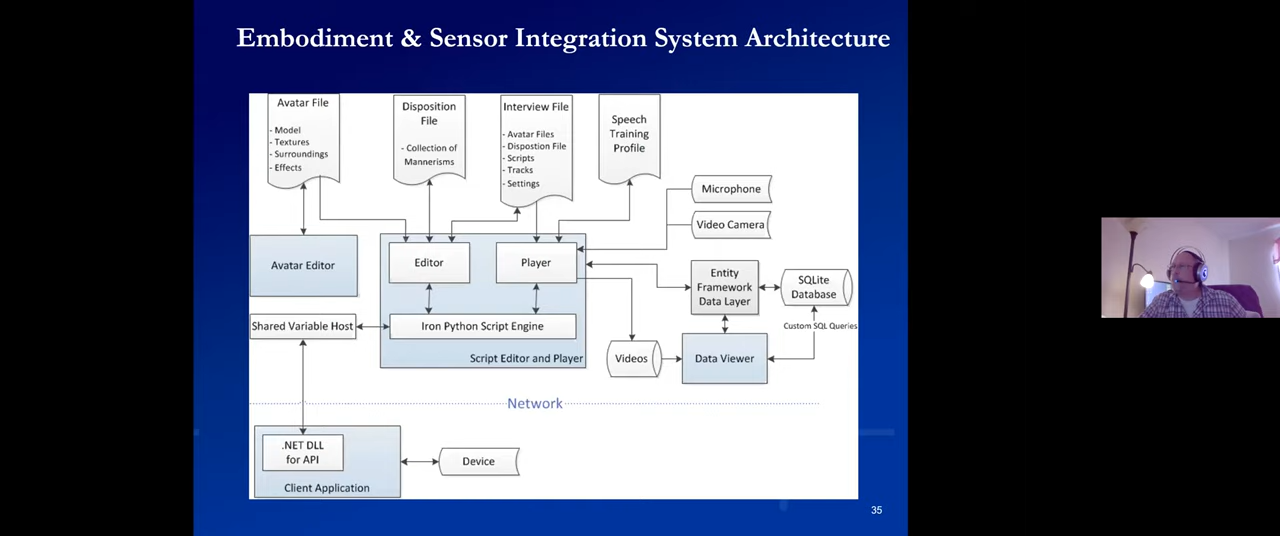 Embodiment & Sensor Integration System Architecture
Avatar File
- Model
- Textures
- Surroundings
- Effects
Disposition
File
- Collection of
Mannerisms
Interview File
- Avatar Files
- Dispostion File
- Scripts
- Tracks
- Settings
Speech
Training
Profile
Microphone
Video Camera
Avatar Editor
Editor
Player
Entity
Framework
Data Layer
SQLite
Database
Shared Variable Host
Iron Python Script Engine
Custom SQL Queries
Script Editor and Player
Videos
Data Viewer
Network
.NET DLL
for API
Device
Client Application
35